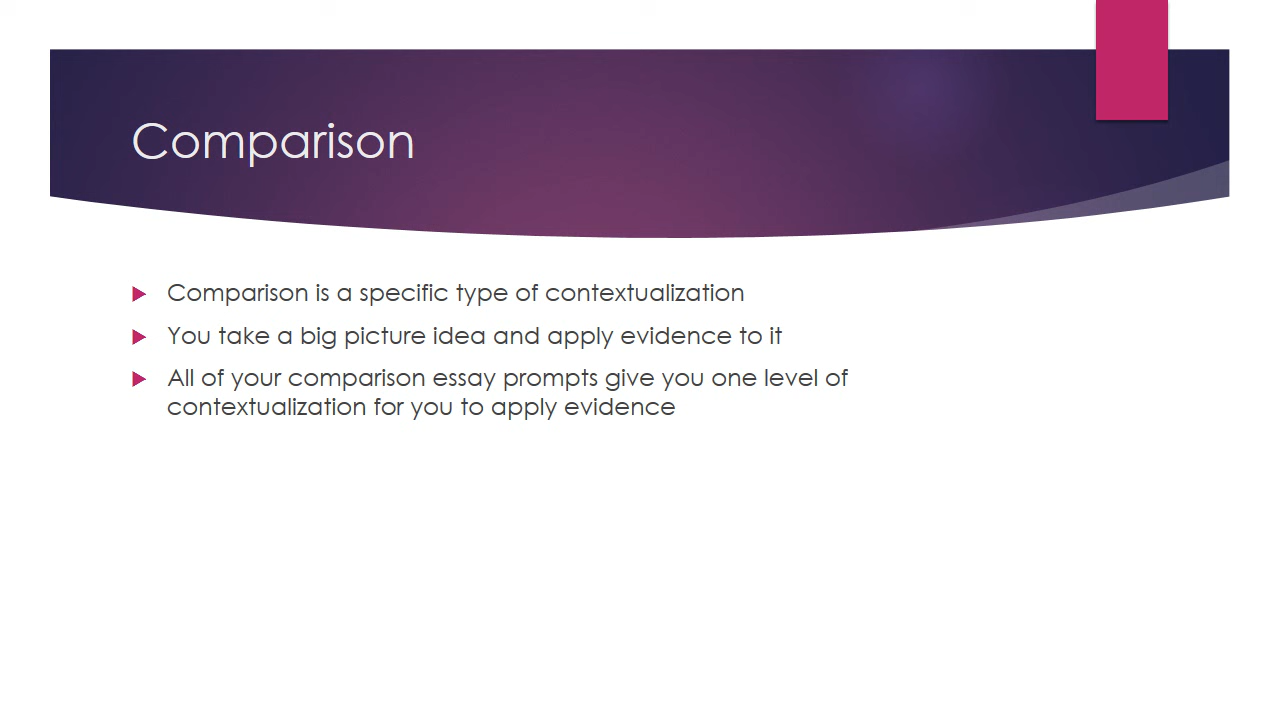 Comparison
Comparison is a specific type of contextualization
You take a big picture idea and apply evidence to it
All of your comparison essay prompts give you one level of
contextualization for you to apply evidence